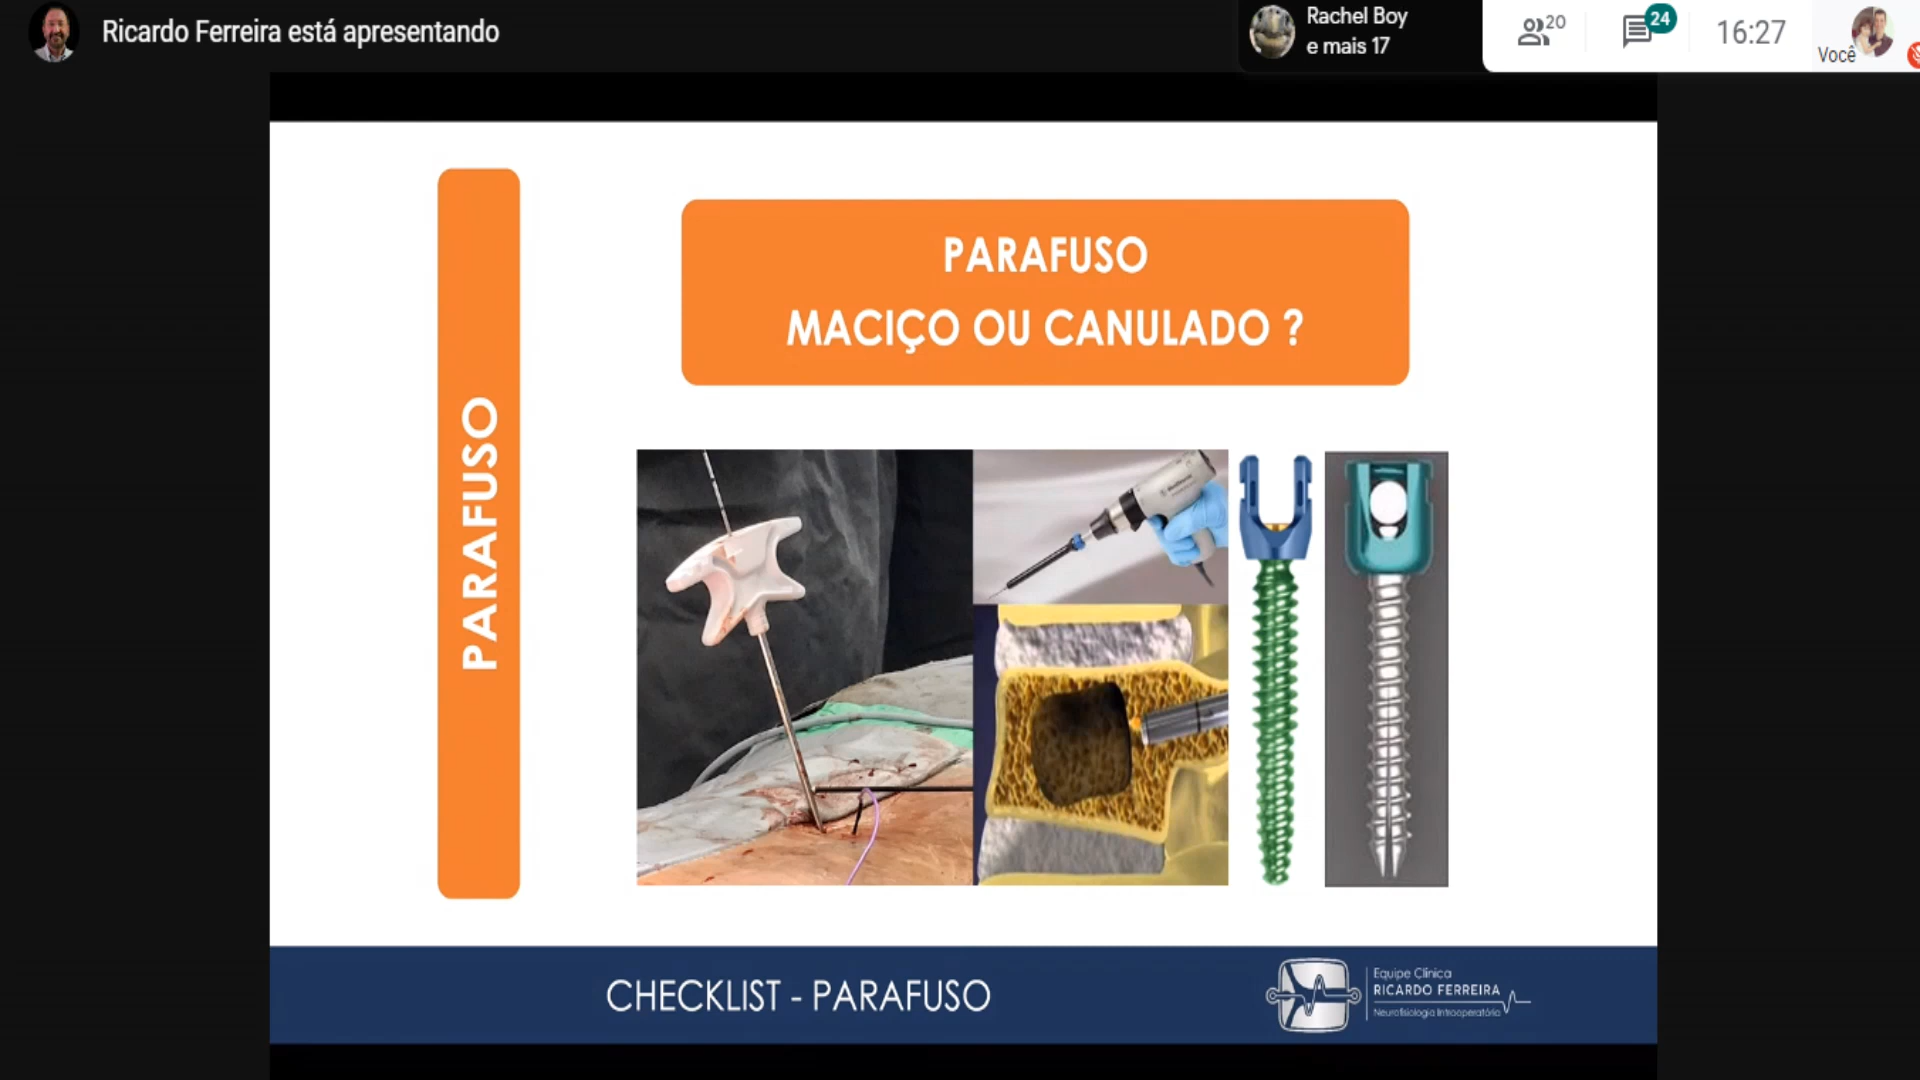 Ricardo Ferreira está apresentando
Rachel Boy
e mais 17
20
24
16:27
Você
PARAFUSO
MACIÇO OU CANULADO ?
PARAFUSO
CHECKLIST - PARAFUSO
Equipe Clínica
RICARDO FERREIRA
Neurofisiologia Intraoperatória